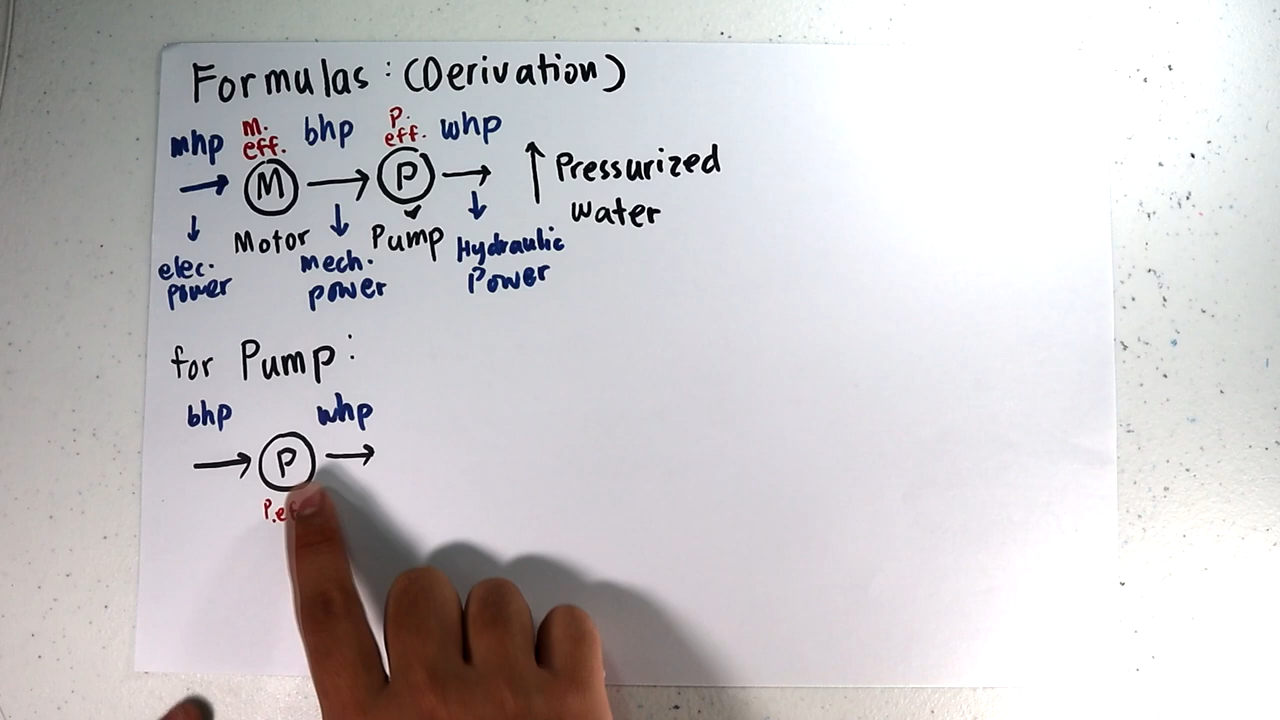 Formulas: (Derivation)
mhp M. eff. bhp P. eff. whp
M P
Pressurized
water
Motor Pump Hydraulic
Power
elec. power
mech. power
for Pump:
bhp whp
P